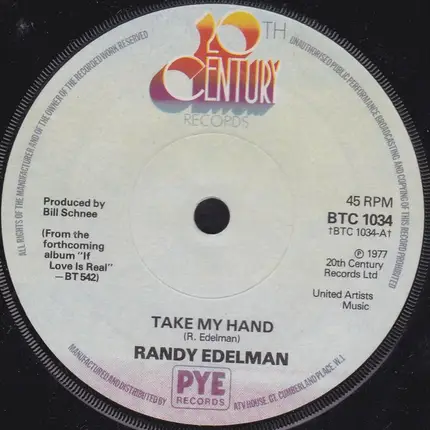 20TH
CENTURY
RECORDS
ALL RIGHTS OF THE MANUFACTURER AND OF THE OWNER OF THE RECORDED WORK RESERVED
UNAUTHORISED PUBLIC PERFORMANCE BROADCASTING AND COPYING OF THIS RECORD PROHIBITED
Produced by
Bill Schnee
(From the
forthcoming
album "If
Love Is Real"
—BT 542)
45 RPM
BTC 1034
†BTC 1034-A†
℗ 1977
20th Century
Records Ltd
United Artists
Music
TAKE MY HAND
(R. Edelman)
RANDY EDELMAN
MANUFACTURED AND DISTRIBUTED BY
PYE
RECORDS
ATV HOUSE, GT. CUMBERLAND PLACE, W.1.